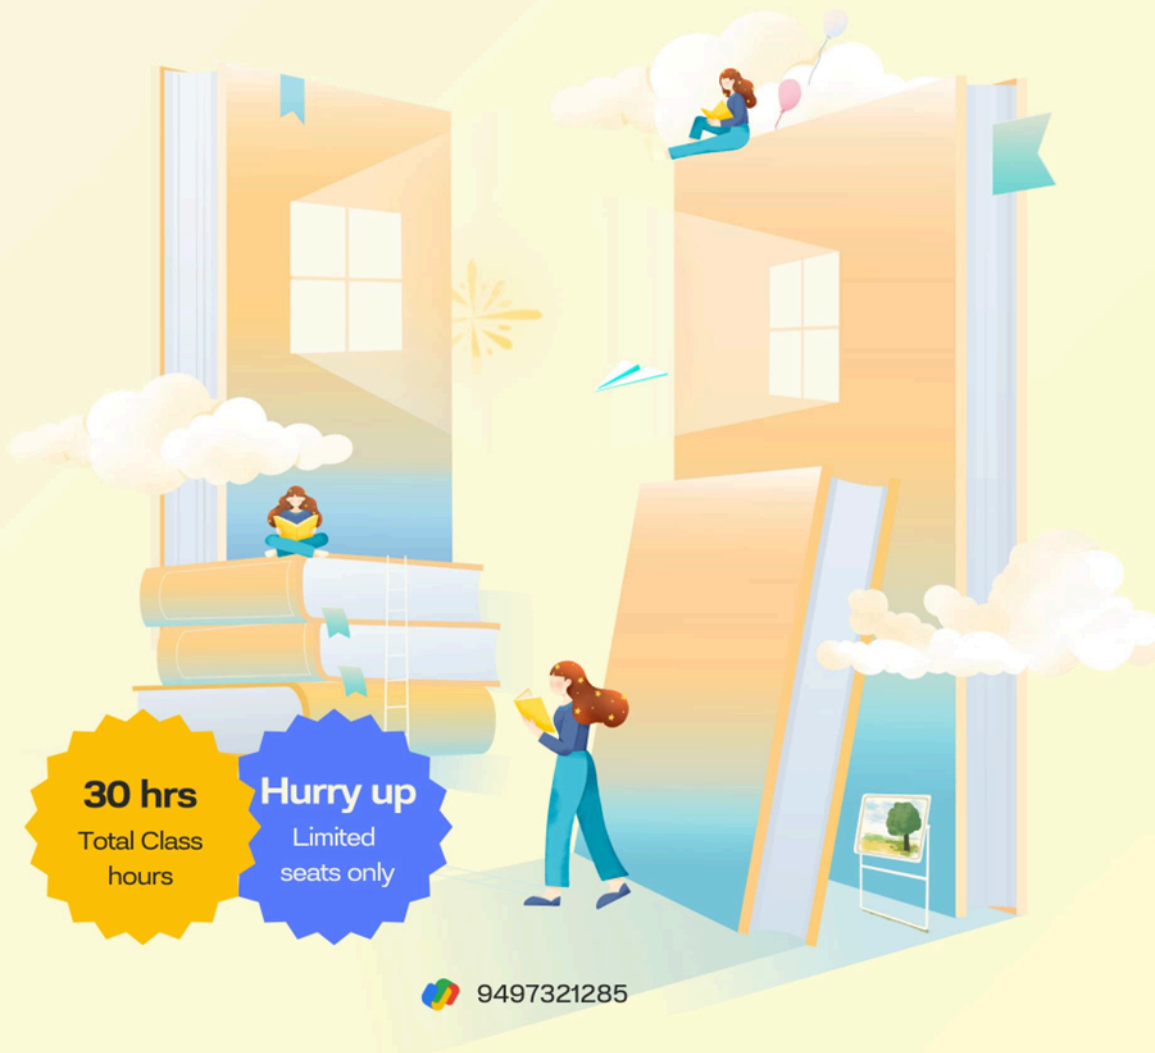 30 hrs
Total Class
hours
Hurry up
Limited
seats only
9497321285